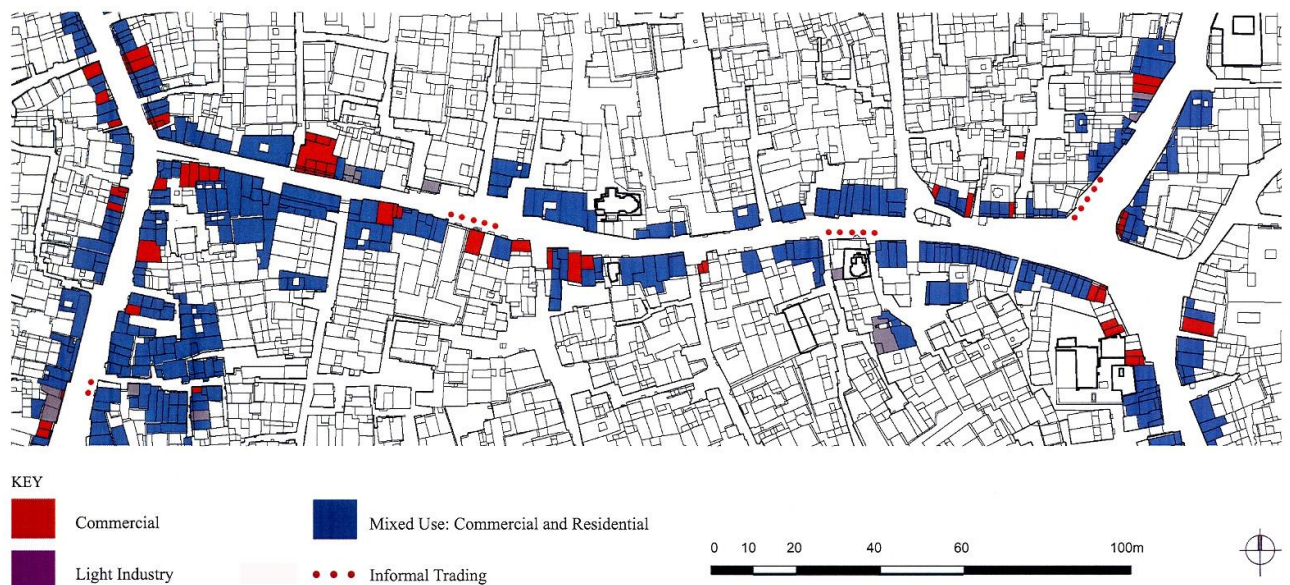 KEY
Commercial
Mixed Use: Commercial and Residential
Light Industry
Informal Trading
0 10 20 40 60 100m